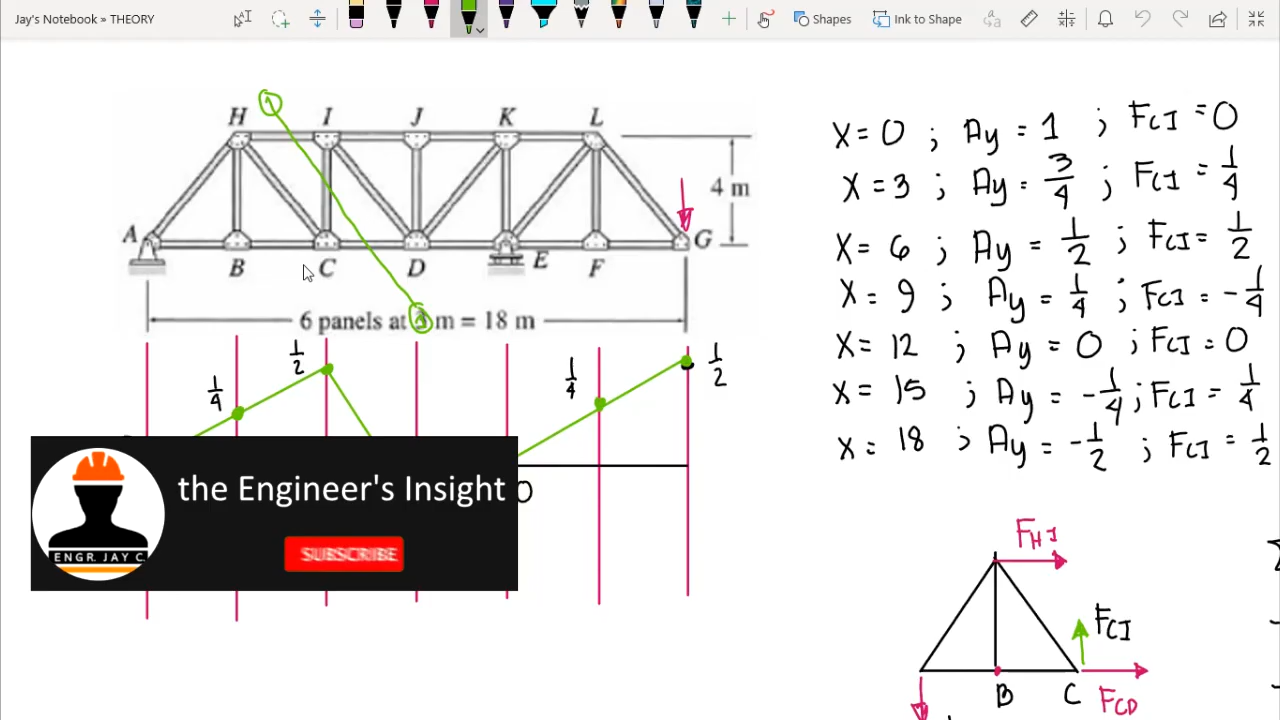 Jay's Notebook » THEORY
Shapes
Ink to Shape
H I J K L
4 m
A G
B C D E F
6 panels at 3 m = 18 m
1
1/4
1/2
1/4
1/2
0
the Engineer's Insight
SUBSCRIBE
ENGR. JAY C.
X = 0 ; Ay = 1 ; FCI = 0
X = 3 ; Ay = 3/4 ; FCI = 1/4
X = 6 ; Ay = 1/2 ; FCI = 1/2
X = 9 ; Ay = 1/4 ; FCI = -1/4
X = 12 ; Ay = 0 ; FCI = 0
X = 15 ; Ay = -1/4 ; FCI = 1/4
X = 18 ; Ay = -1/2 ; FCI = 1/2
FHI
FCI
B C FCD